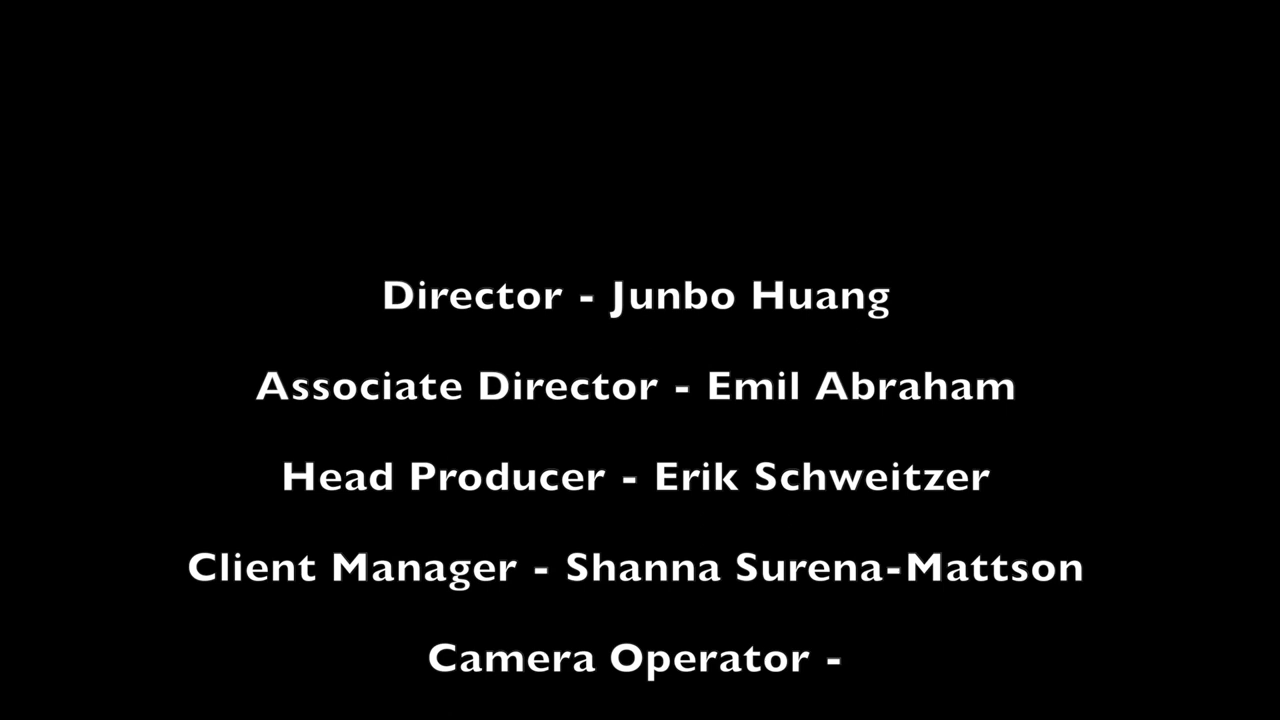 Director - Junbo Huang
Associate Director - Emil Abraham
Head Producer - Erik Schweitzer
Client Manager - Shanna Surena-Mattson
Camera Operator -